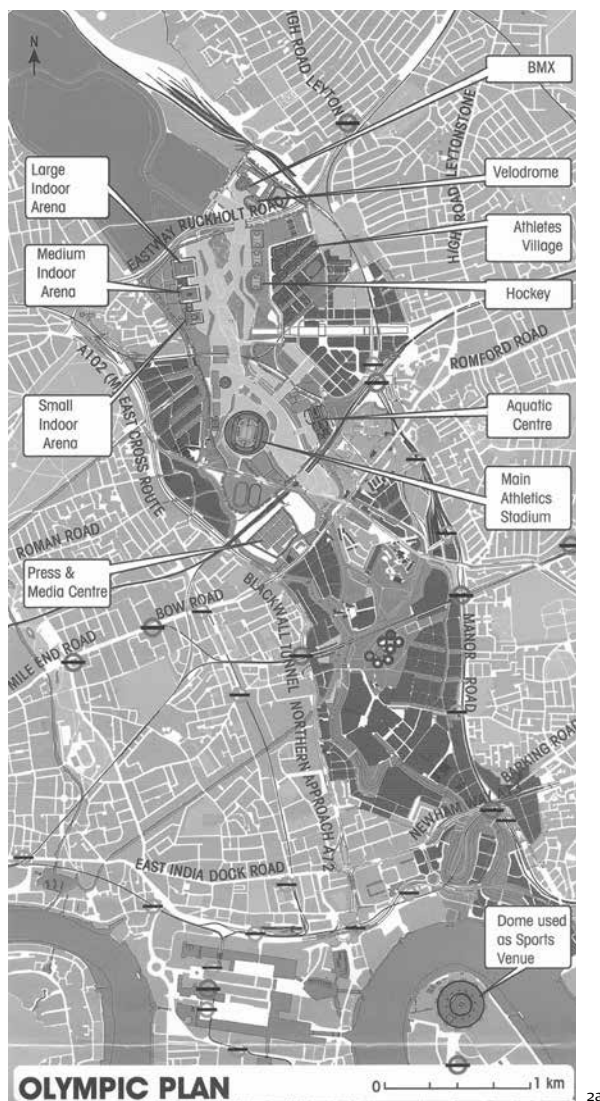 N
HIGH ROAD LEYTON
BMX
HIGH ROAD LEYTONSTONE
Large
Indoor
Arena
Velodrome
EASTWAY RUCKHOLT ROAD
Athletes
Village
Medium
Indoor
Arena
Hockey
ROMFORD ROAD
A102 (M) EAST CROSS ROUTE
Small
Indoor
Arena
Aquatic
Centre
Main
Athletics
Stadium
ROMAN ROAD
Press &
Media Centre
BOW ROAD
MILE END ROAD
BLACKWALL TUNNEL NORTHERN APPROACH A12
MANOR ROAD
BARKING ROAD
NEWHAM
EAST INDIA DOCK ROAD
Dome used
as Sports
Venue
OLYMPIC PLAN
0 1 km
2a